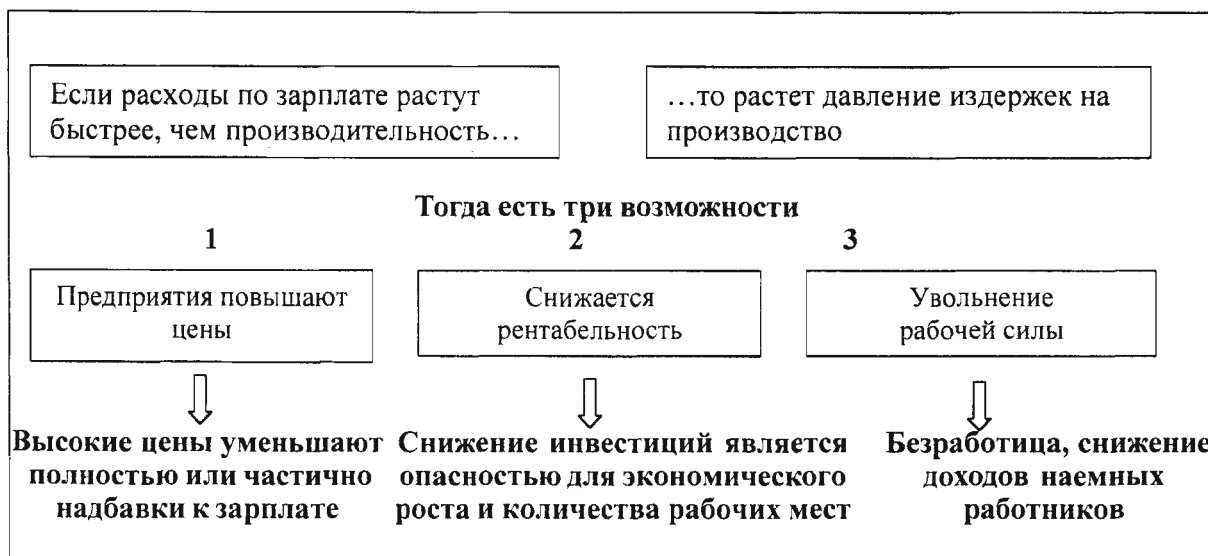 Если расходы по зарплате растут
быстрее, чем производительность…
…то растет давление издержек на
производство
Тогда есть три возможности
1
2
3
Предприятия повышают
цены
Снижается
рентабельность
Увольнение
рабочей силы
Высокие цены уменьшают
полностью или частично
надбавки к зарплате
Снижение инвестиций является
опасностью для экономического
роста и количества рабочих мест
Безработица, снижение
доходов наемных
работников